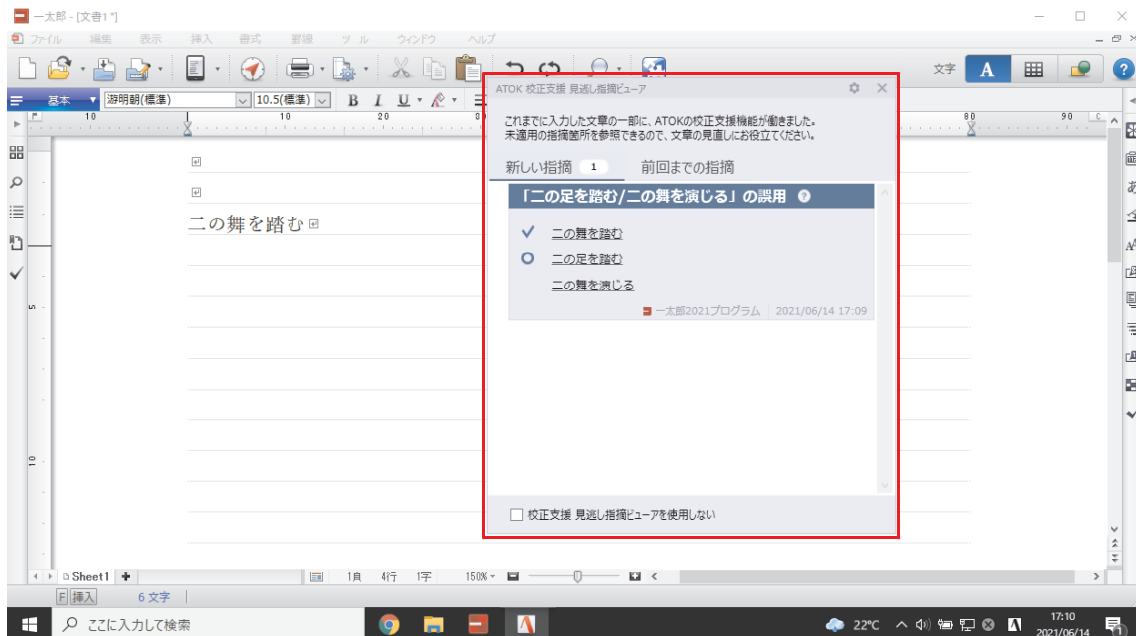 一太郎 - [文書1 *]
ファイル 編集 表示 挿入 書式 罫線 ツール ウィンドウ ヘルプ
文字 A ?
基本 游明朝(標準) 10.5(標準) B I U
10 10 20 80 90
ATOK 校正支援 見逃し指摘ビューア
これまでに入力した文章の一部に、ATOKの校正支援機能が働きました。
未適用の指摘箇所を参照できるので、文章の見直しにお役立てください。
新しい指摘 1 前回までの指摘
「二の足を踏む/二の舞を演じる」の誤用 ?
二の舞を踏む
二の足を踏む
二の舞を演じる
一太郎2021プログラム 2021/06/14 17:09
校正支援 見逃し指摘ビューアを使用しない
二の舞を踏む
5
10
Sheet1 1頁 4行 1字 150%
F 挿入 6 文字
ここに入力して検索 22℃ 17:10
2021/06/14